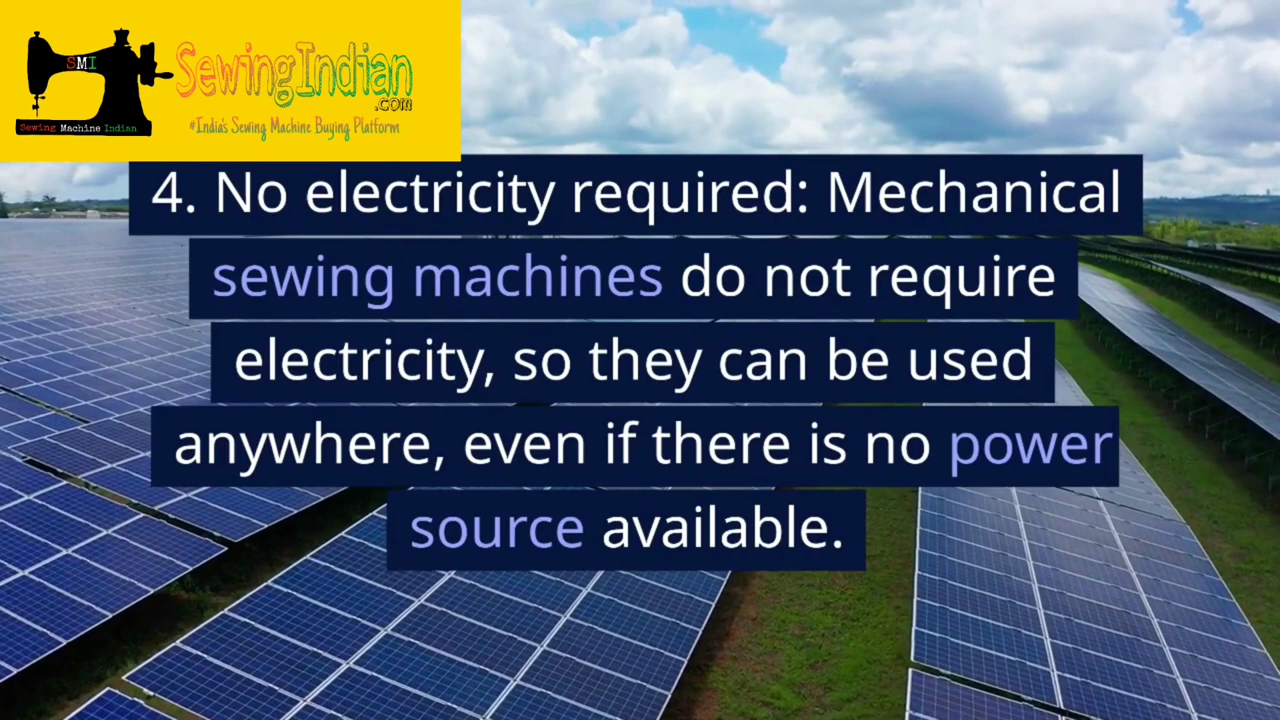 SMI
Sewing Machine Indian
SewingIndian
.com
#India's Sewing Machine Buying Platform
4. No electricity required: Mechanical
sewing machines do not require
electricity, so they can be used
anywhere, even if there is no power
source available.